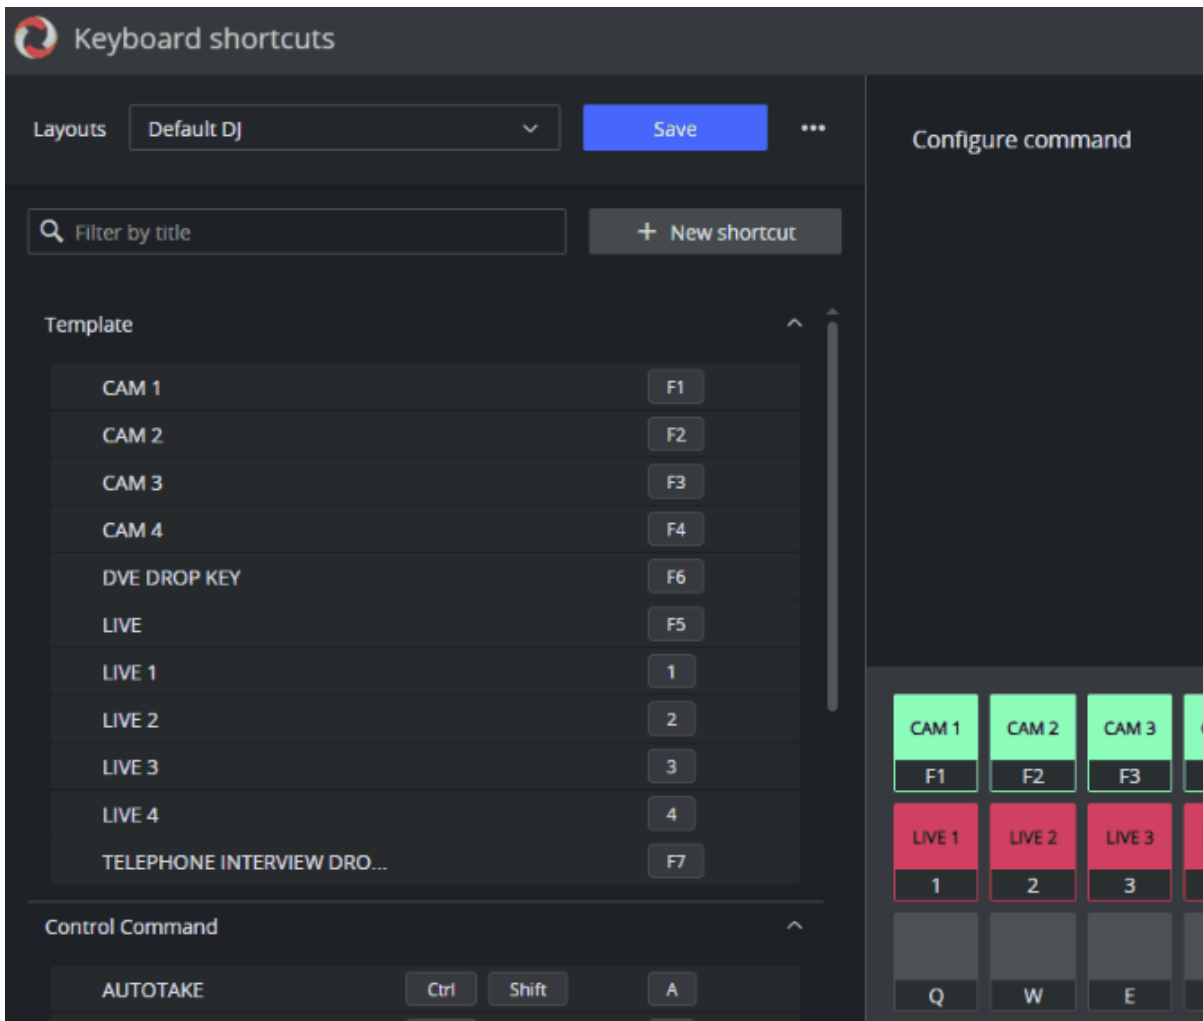 Keyboard shortcuts
Layouts Default DJ Save •••
Configure command
Filter by title + New shortcut
Template
CAM 1 F1
CAM 2 F2
CAM 3 F3
CAM 4 F4
DVE DROP KEY F6
LIVE F5
LIVE 1 1
LIVE 2 2
LIVE 3 3
LIVE 4 4
TELEPHONE INTERVIEW DRO... F7
Control Command
AUTOTAKE Ctrl Shift A
CAM 1 CAM 2 CAM 3
F1 F2 F3
LIVE 1 LIVE 2 LIVE 3
1 2 3
Q W E